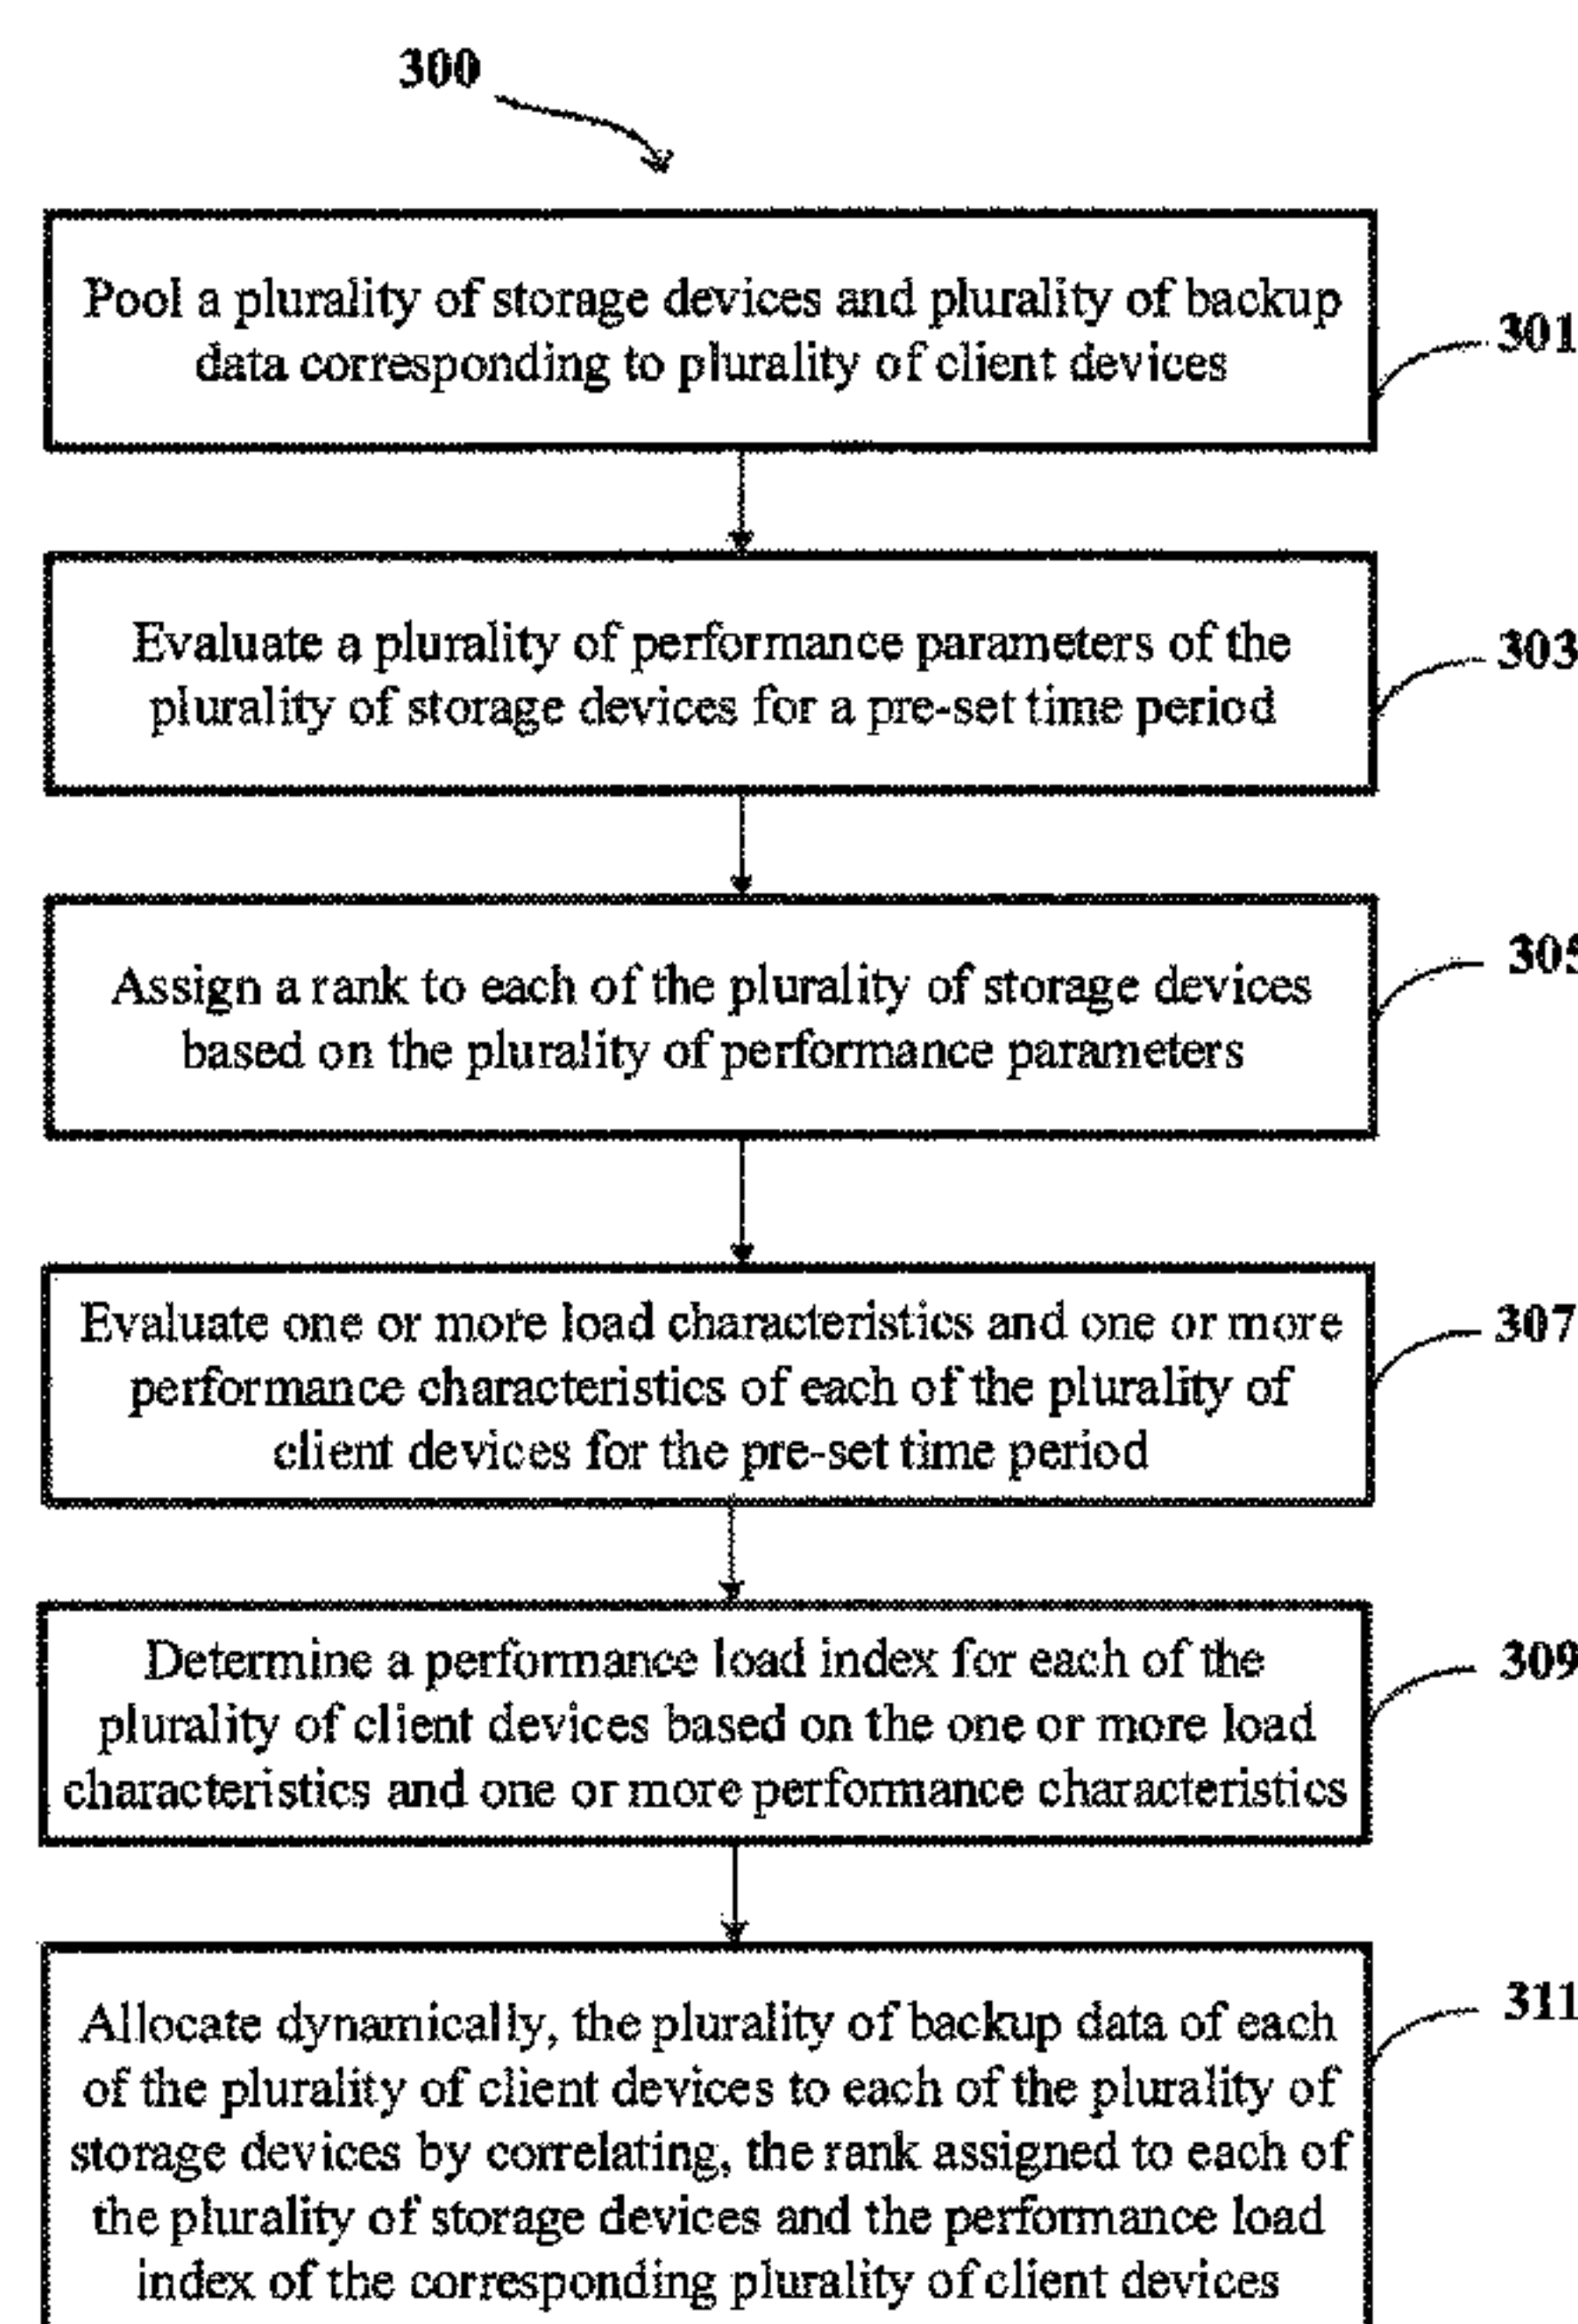 300
Pool a plurality of storage devices and plurality of backup
data corresponding to plurality of client devices
301
Evaluate a plurality of performance parameters of the
plurality of storage devices for a pre-set time period
303
Assign a rank to each of the plurality of storage devices
based on the plurality of performance parameters
305
Evaluate one or more load characteristics and one or more
performance characteristics of each of the plurality of
client devices for the pre-set time period
307
Determine a performance load index for each of the
plurality of client devices based on the one or more load
characteristics and one or more performance characteristics
309
Allocate dynamically, the plurality of backup data of each
of the plurality of client devices to each of the plurality of
storage devices by correlating, the rank assigned to each of
the plurality of storage devices and the performance load
index of the corresponding plurality of client devices
311